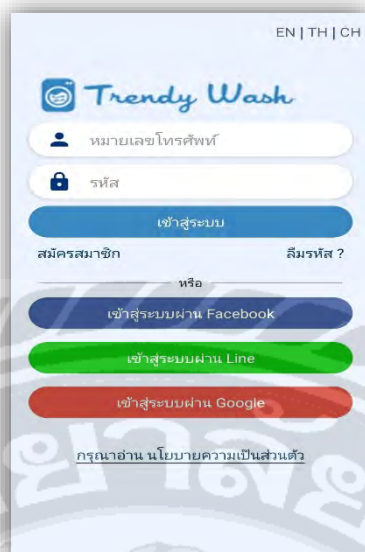 EN | TH | CH
Trendy Wash
หมายเลขโทรศัพท์
รหัส
เข้าสู่ระบบ
สมัครสมาชิก ลืมรหัส ?
หรือ
เข้าสู่ระบบผ่าน Facebook
เข้าสู่ระบบผ่าน Line
เข้าสู่ระบบผ่าน Google
กรุณาอ่าน นโยบายความเป็นส่วนตัว